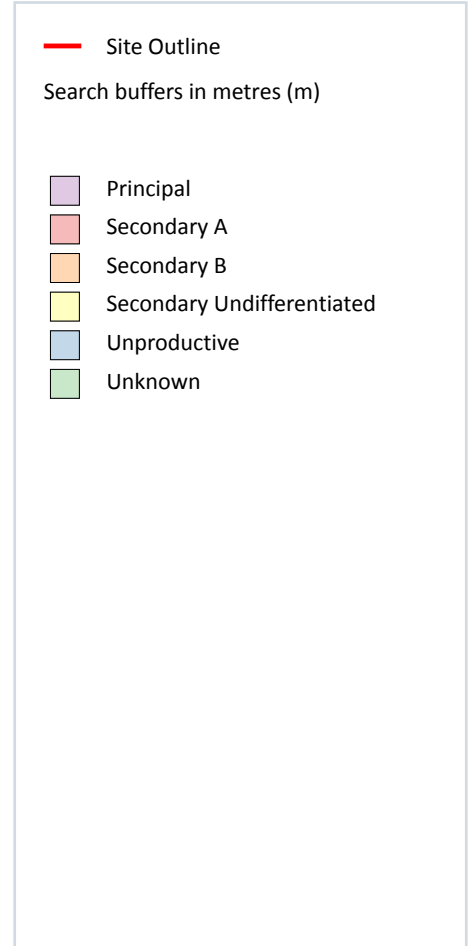 Site Outline
Search buffers in metres (m)
Principal
Secondary A
Secondary B
Secondary Undifferentiated
Unproductive
Unknown